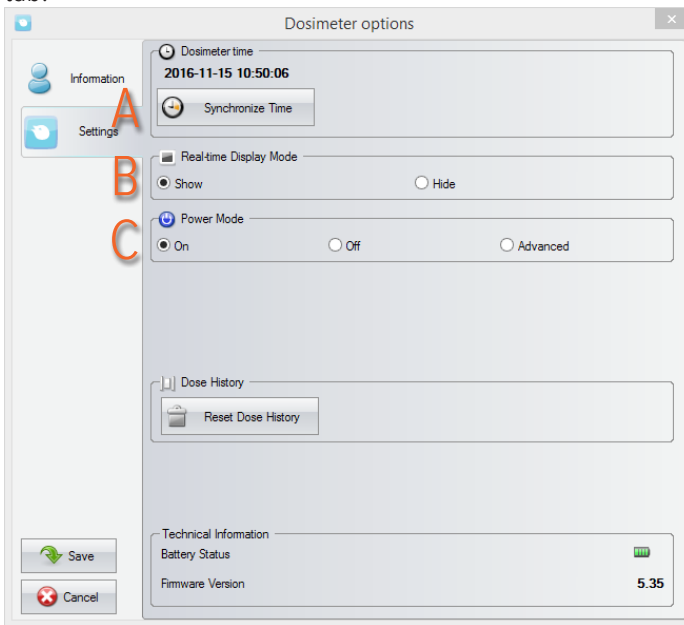 Dosimeter options
Information
Settings
A
Dosimeter time
2016-11-15 10:50:06
Synchronize Time
B
Real-time Display Mode
Show Hide
C
Power Mode
On Off Advanced
Dose History
Reset Dose History
Technical Information
Battery Status
Firmware Version 5.35
Save
Cancel